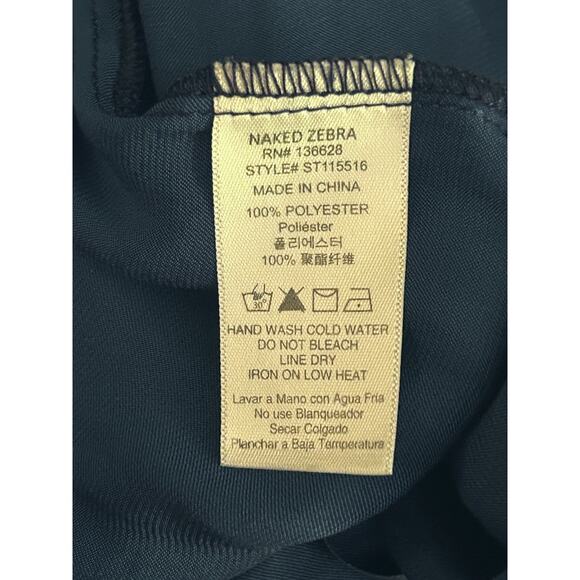 NAKED ZEBRA
RN# 136628
STYLE# ST115516
MADE IN CHINA
100% POLYESTER
Poliéster
폴리에스터
100% 聚酯纤维
30°
HAND WASH COLD WATER
DO NOT BLEACH
LINE DRY
IRON ON LOW HEAT
Lavar a Mano con Agua Fría
No use Blanqueador
Secar Colgado
Planchar a Baja Temperatura